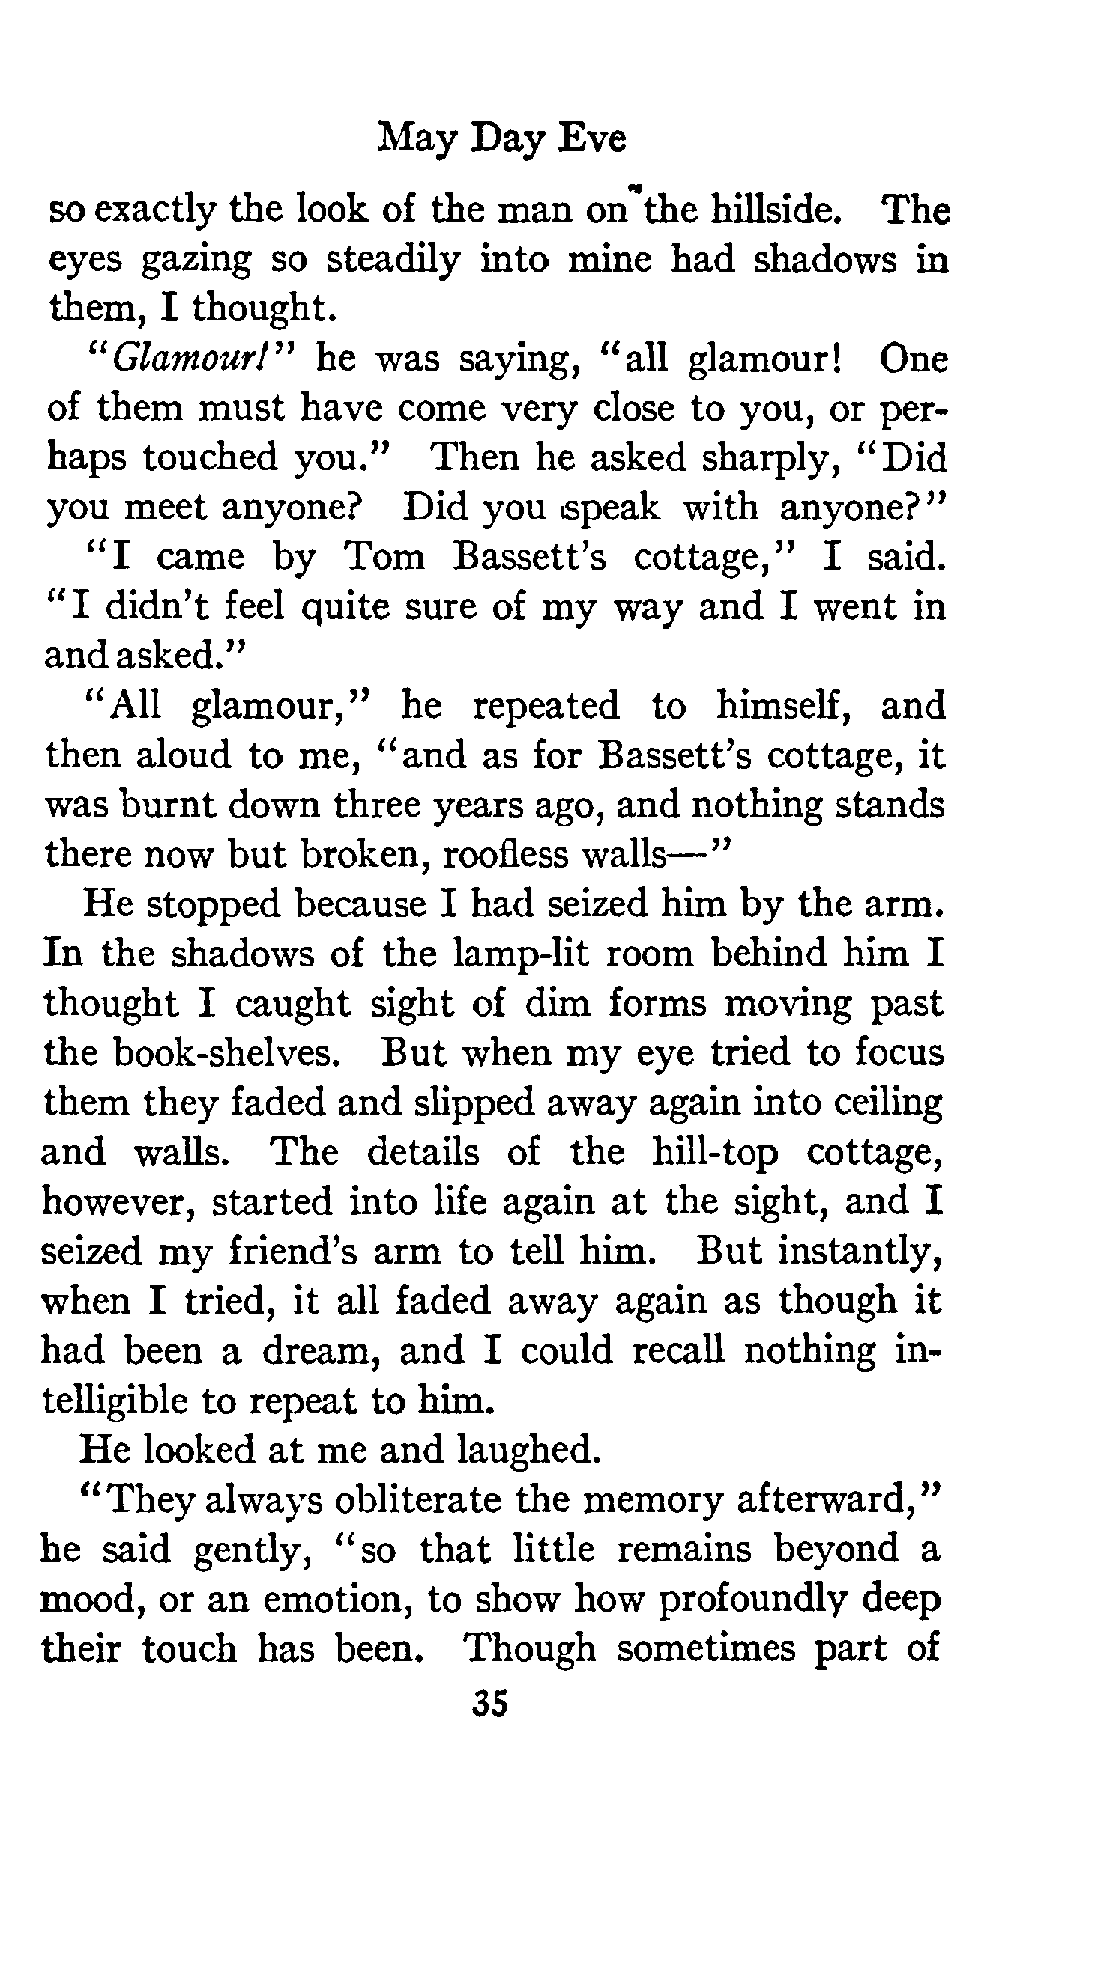 May Day Eve
so exactly the look of the man on the hillside. The
eyes gazing so steadily into mine had shadows in
them, I thought.
“Glamour!” he was saying, “all glamour! One
of them must have come very close to you, or per-
haps touched you.” Then he asked sharply, “Did
you meet anyone? Did you speak with anyone?”
“I came by Tom Bassett’s cottage,” I said.
“I didn’t feel quite sure of my way and I went in
and asked.”
“All glamour,” he repeated to himself, and
then aloud to me, “and as for Bassett’s cottage, it
was burnt down three years ago, and nothing stands
there now but broken, roofless walls—”
He stopped because I had seized him by the arm.
In the shadows of the lamp-lit room behind him I
thought I caught sight of dim forms moving past
the book-shelves. But when my eye tried to focus
them they faded and slipped away again into ceiling
and walls. The details of the hill-top cottage,
however, started into life again at the sight, and I
seized my friend’s arm to tell him. But instantly,
when I tried, it all faded away again as though it
had been a dream, and I could recall nothing in-
telligible to repeat to him.
He looked at me and laughed.
“They always obliterate the memory afterward,”
he said gently, “so that little remains beyond a
mood, or an emotion, to show how profoundly deep
their touch has been. Though sometimes part of
35